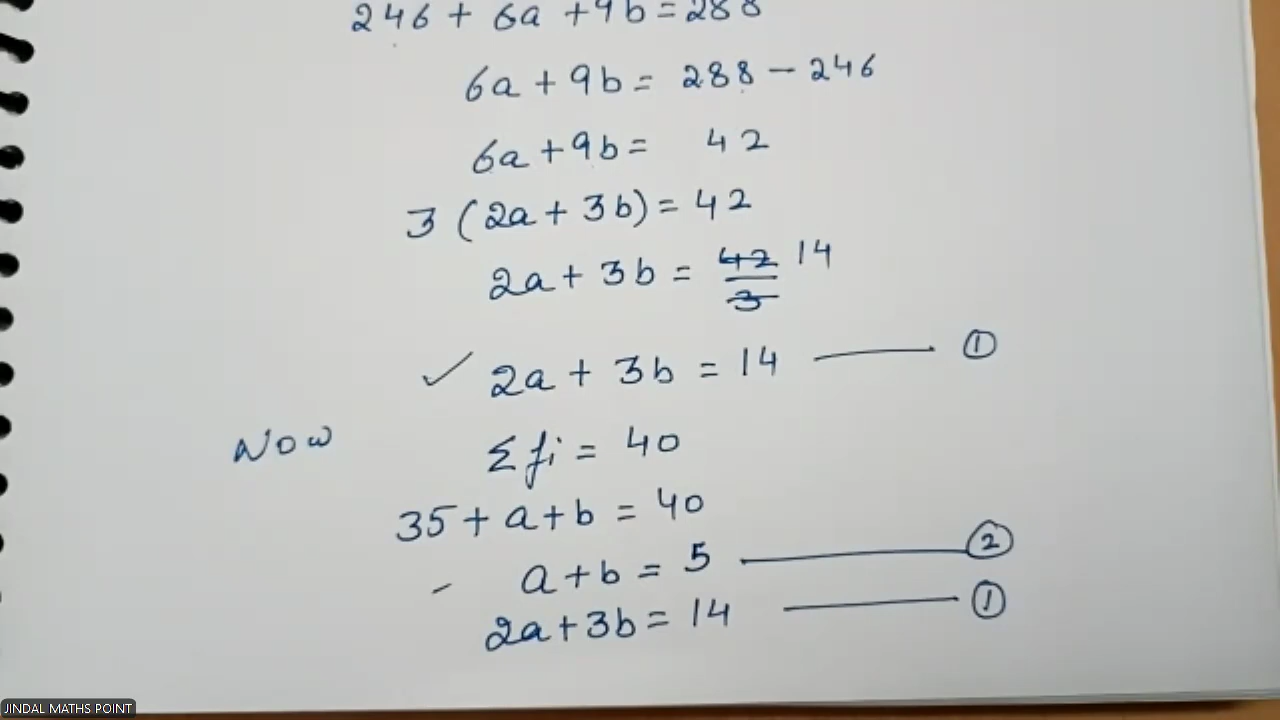 246 + 6a + 9b = 288
6a + 9b = 288 - 246
6a + 9b = 42
3 (2a + 3b) = 42
2a + 3b = 42/3 14
✓ 2a + 3b = 14 —— ①
Now Σfi = 40
35 + a + b = 40
- a + b = 5 —— ②
2a + 3b = 14 —— ①
JINDAL MATHS POINT